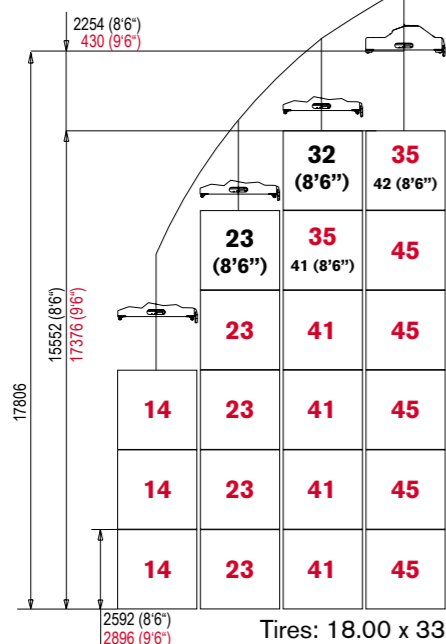 2254 (8'6“)
430 (9'6“)
32 35
(8'6”) 42 (8'6”)
23 35 45
(8'6”) 41 (8'6”)
15552 (8'6“)
17376 (9'6“)
17806
23 41 45
14 23 41 45
14 23 41 45
14 23 41 45
2592 (8'6“)
2896 (9'6“)
Tires: 18.00 x 33